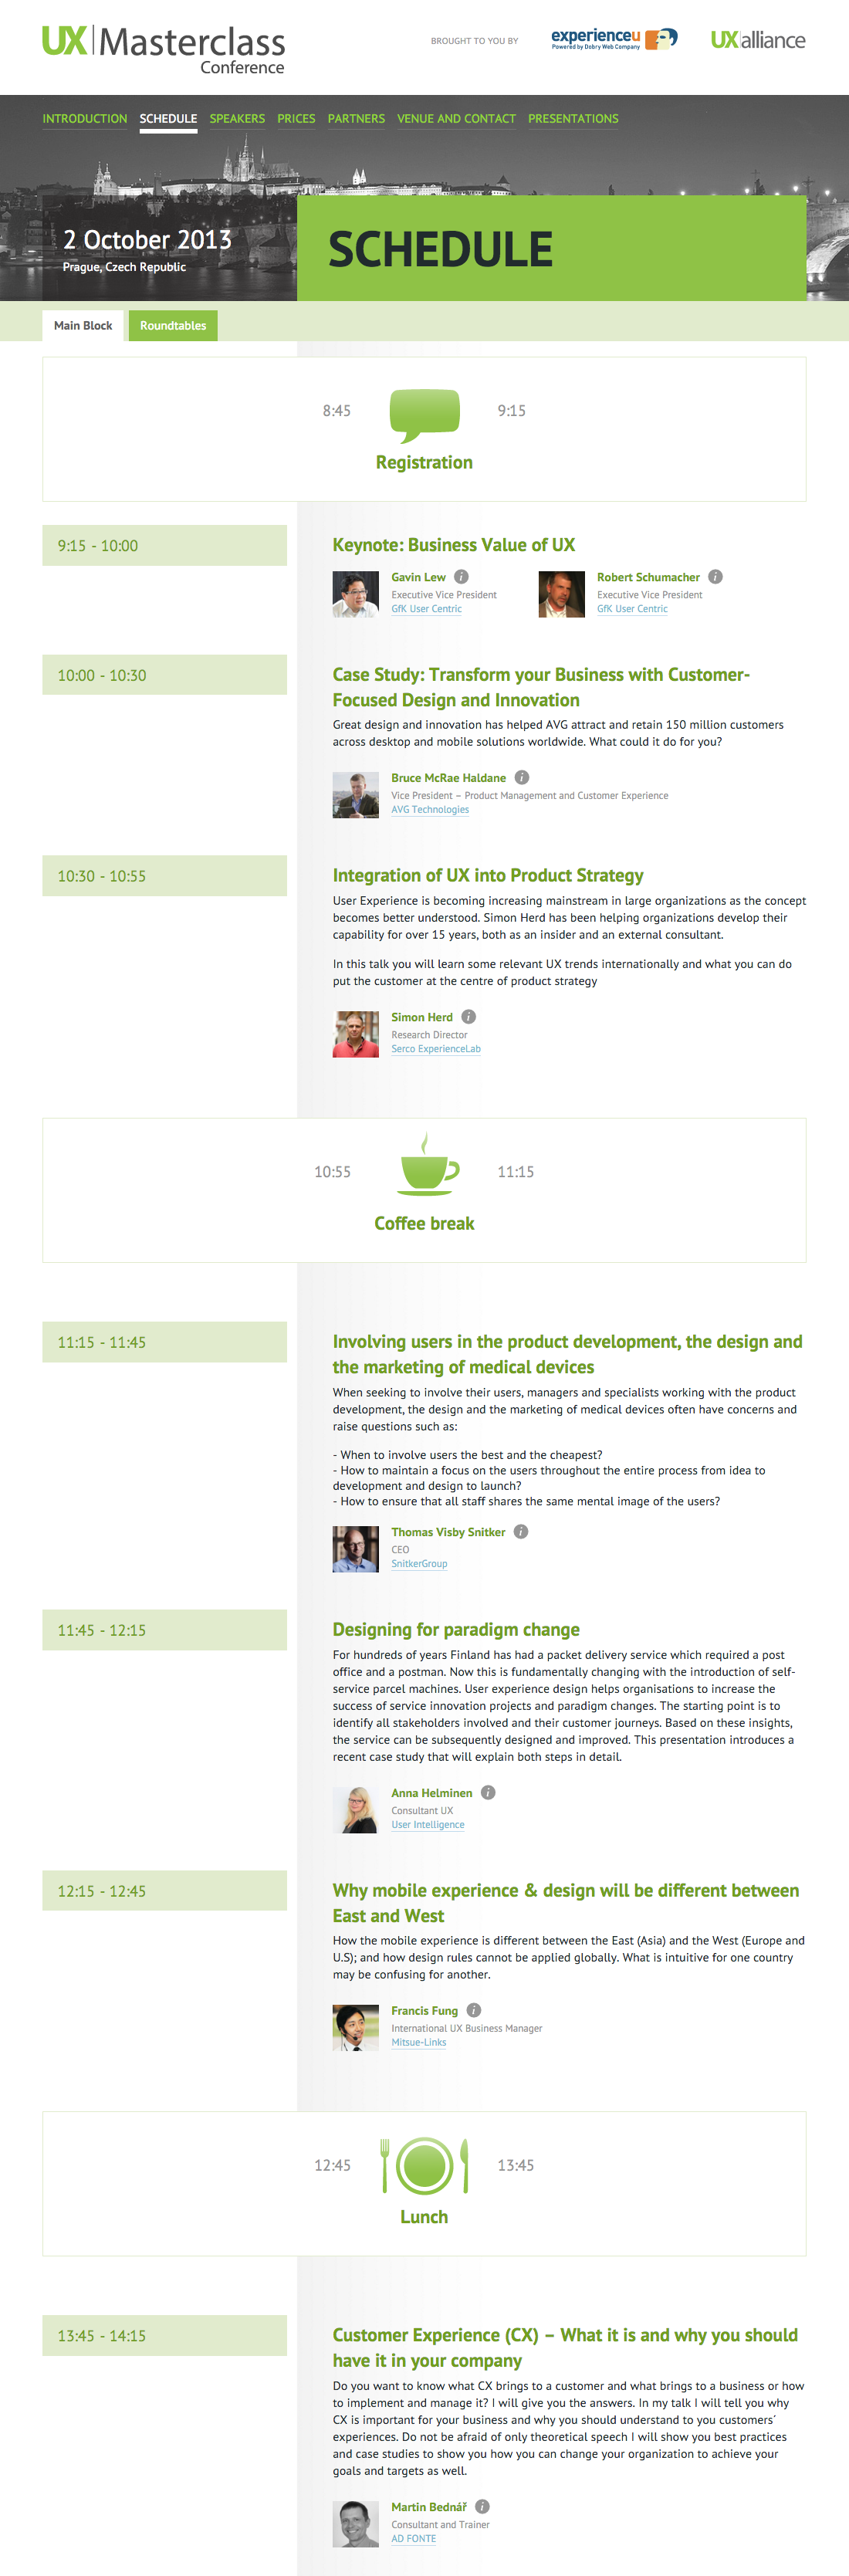 UX|Masterclass
Conference
BROUGHT TO YOU BY
experienceu
Powered by Dobry Web Company
UX|alliance
INTRODUCTION SCHEDULE SPEAKERS PRICES PARTNERS VENUE AND CONTACT PRESENTATIONS
2 October 2013
Prague, Czech Republic
SCHEDULE
Main Block
Roundtables
8:45
9:15
Registration
9:15 - 10:00
Keynote: Business Value of UX
Gavin Lew i
Executive Vice President
GfK User Centric
Robert Schumacher i
Executive Vice President
GfK User Centric
10:00 - 10:30
Case Study: Transform your Business with Customer-
Focused Design and Innovation
Great design and innovation has helped AVG attract and retain 150 million customers
across desktop and mobile solutions worldwide. What could it do for you?
Bruce McRae Haldane i
Vice President – Product Management and Customer Experience
AVG Technologies
10:30 - 10:55
Integration of UX into Product Strategy
User Experience is becoming increasing mainstream in large organizations as the concept
becomes better understood. Simon Herd has been helping organizations develop their
capability for over 15 years, both as an insider and an external consultant.
In this talk you will learn some relevant UX trends internationally and what you can do
put the customer at the centre of product strategy
Simon Herd i
Research Director
Serco ExperienceLab
10:55
11:15
Coffee break
11:15 - 11:45
Involving users in the product development, the design and
the marketing of medical devices
When seeking to involve their users, managers and specialists working with the product
development, the design and the marketing of medical devices often have concerns and
raise questions such as:
- When to involve users the best and the cheapest?
- How to maintain a focus on the users throughout the entire process from idea to
development and design to launch?
- How to ensure that all staff shares the same mental image of the users?
Thomas Visby Snitker i
CEO
SnitkerGroup
11:45 - 12:15
Designing for paradigm change
For hundreds of years Finland has had a packet delivery service which required a post
office and a postman. Now this is fundamentally changing with the introduction of self-
service parcel machines. User experience design helps organisations to increase the
success of service innovation projects and paradigm changes. The starting point is to
identify all stakeholders involved and their customer journeys. Based on these insights,
the service can be subsequently designed and improved. This presentation introduces a
recent case study that will explain both steps in detail.
Anna Helminen i
Consultant UX
User Intelligence
12:15 - 12:45
Why mobile experience & design will be different between
East and West
How the mobile experience is different between the East (Asia) and the West (Europe and
U.S); and how design rules cannot be applied globally. What is intuitive for one country
may be confusing for another.
Francis Fung i
International UX Business Manager
Mitsue-Links
12:45
13:45
Lunch
13:45 - 14:15
Customer Experience (CX) – What it is and why you should
have it in your company
Do you want to know what CX brings to a customer and what brings to a business or how
to implement and manage it? I will give you the answers. In my talk I will tell you why
CX is important for your business and why you should understand to you customers´
experiences. Do not be afraid of only theoretical speech I will show you best practices
and case studies to show you how you can change your organization to achieve your
goals and targets as well.
Martin Bednář i
Consultant and Trainer
AD FONTE